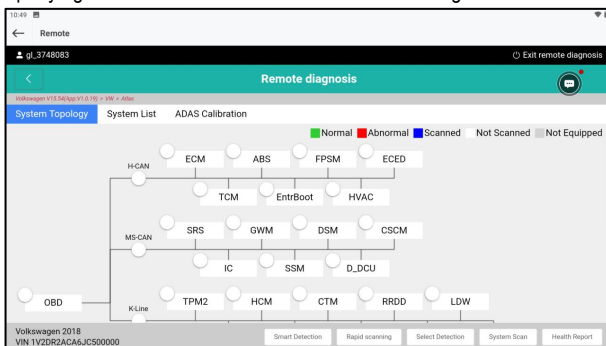 10:49
Remote
gl_3748083
Exit remote diagnosis
Remote diagnosis
Volkswagen V15.54(App:V1.0.19) > VW > Atlas
System Topology System List ADAS Calibration
Normal Abnormal Scanned Not Scanned Not Equipped
H-CAN
ECM ABS FPSM ECED
TCM EntrBoot HVAC
MS-CAN
SRS GWM DSM CSCM
IC SSM D_DCU
OBD
K-Line
TPM2 HCM CTM RRDD LDW
Volkswagen 2018
VIN 1V2DR2ACA6JC500000
Smart Detection Rapid scanning Select Detection System Scan Health Report